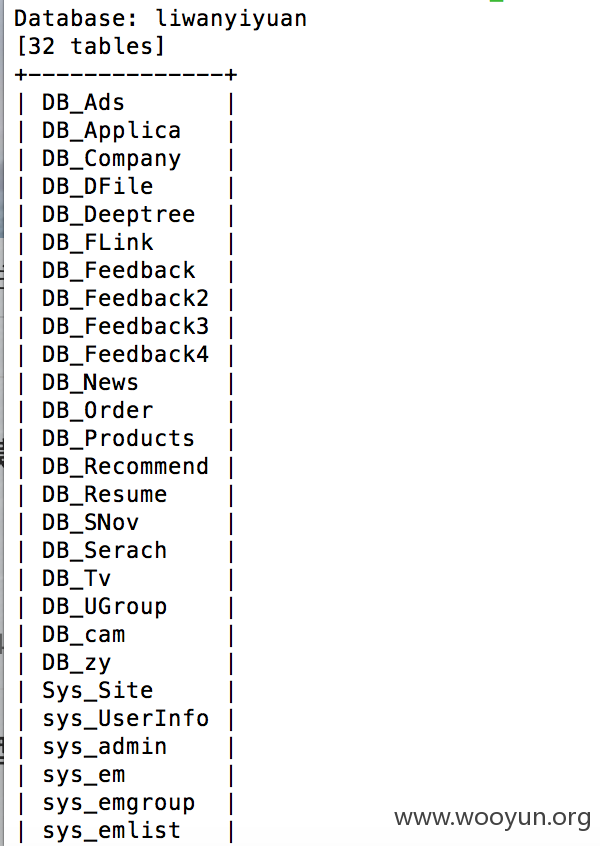 Database: liwanyiyuan
[32 tables]
+--------------+
| DB_Ads       |
| DB_Applica   |
| DB_Company   |
| DB_DFile     |
| DB_Deeptree  |
| DB_FLink     |
| DB_Feedback  |
| DB_Feedback2 |
| DB_Feedback3 |
| DB_Feedback4 |
| DB_News      |
| DB_Order     |
| DB_Products  |
| DB_Recommend |
| DB_Resume    |
| DB_SNov      |
| DB_Serach    |
| DB_Tv        |
| DB_UGroup    |
| DB_cam       |
| DB_zy        |
| Sys_Site     |
| sys_UserInfo |
| sys_admin    |
| sys_em       |
| sys_emgroup  |
| sys_emlist   |
www.wooyun.org